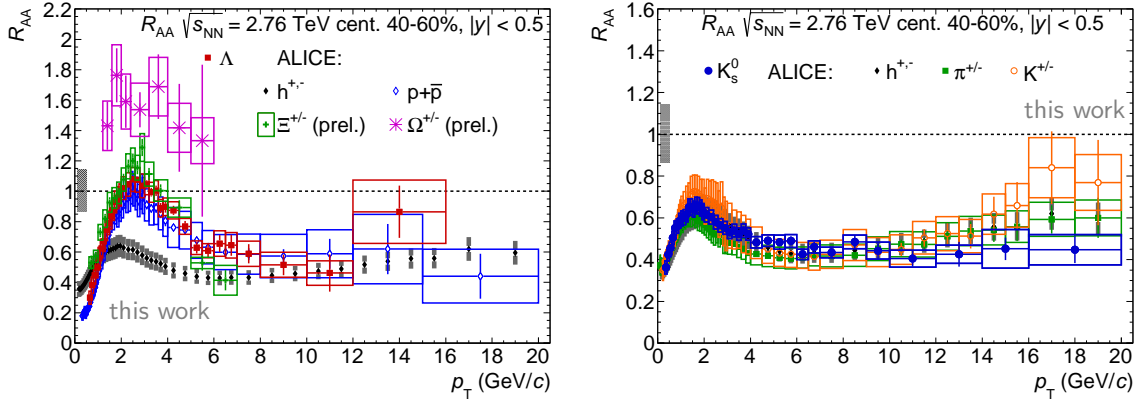 R_AA √s_NN = 2.76 TeV cent. 40-60%, |y| < 0.5
R_AA
2.2
2
1.8
1.6
1.4
1.2
1
0.8
0.6
0.4
0.2
0
Λ ALICE:
h⁺,⁻ p+p̅
Ξ⁺/⁻ (prel.) Ω⁺/⁻ (prel.)
this work
0 2 4 6 8 10 12 14 16 18 20
p_T (GeV/c)
R_AA √s_NN = 2.76 TeV cent. 40-60%, |y| < 0.5
R_AA
1.6
1.4
1.2
1
0.8
0.6
0.4
0.2
0
K⁰_s ALICE: h⁺,⁻ π⁺/⁻ K⁺/⁻
this work
0 2 4 6 8 10 12 14 16 18 20
p_T (GeV/c)